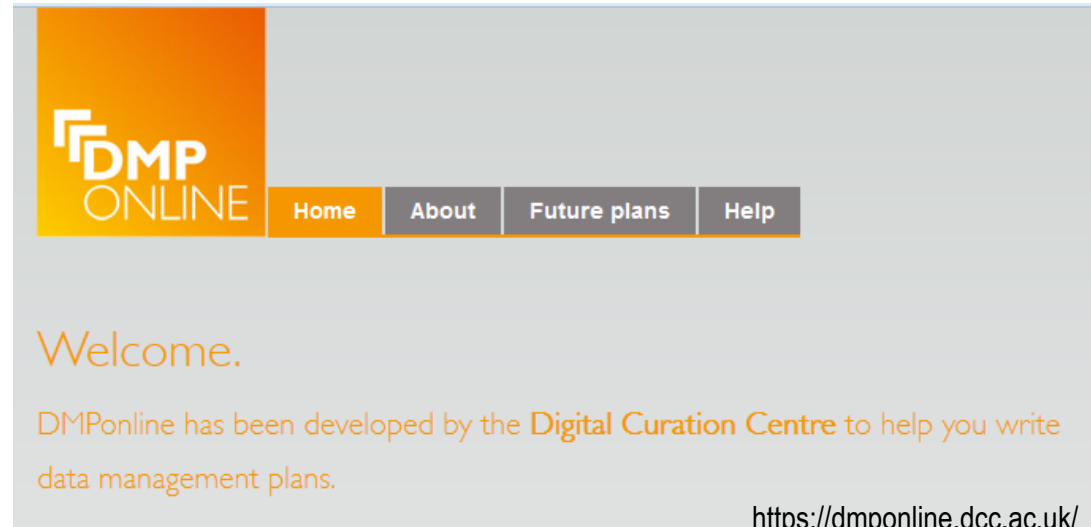 DMP
ONLINE
Home About Future plans Help
Welcome.
DMPonline has been developed by the Digital Curation Centre to help you write
data management plans.
https://dmponline.dcc.ac.uk/